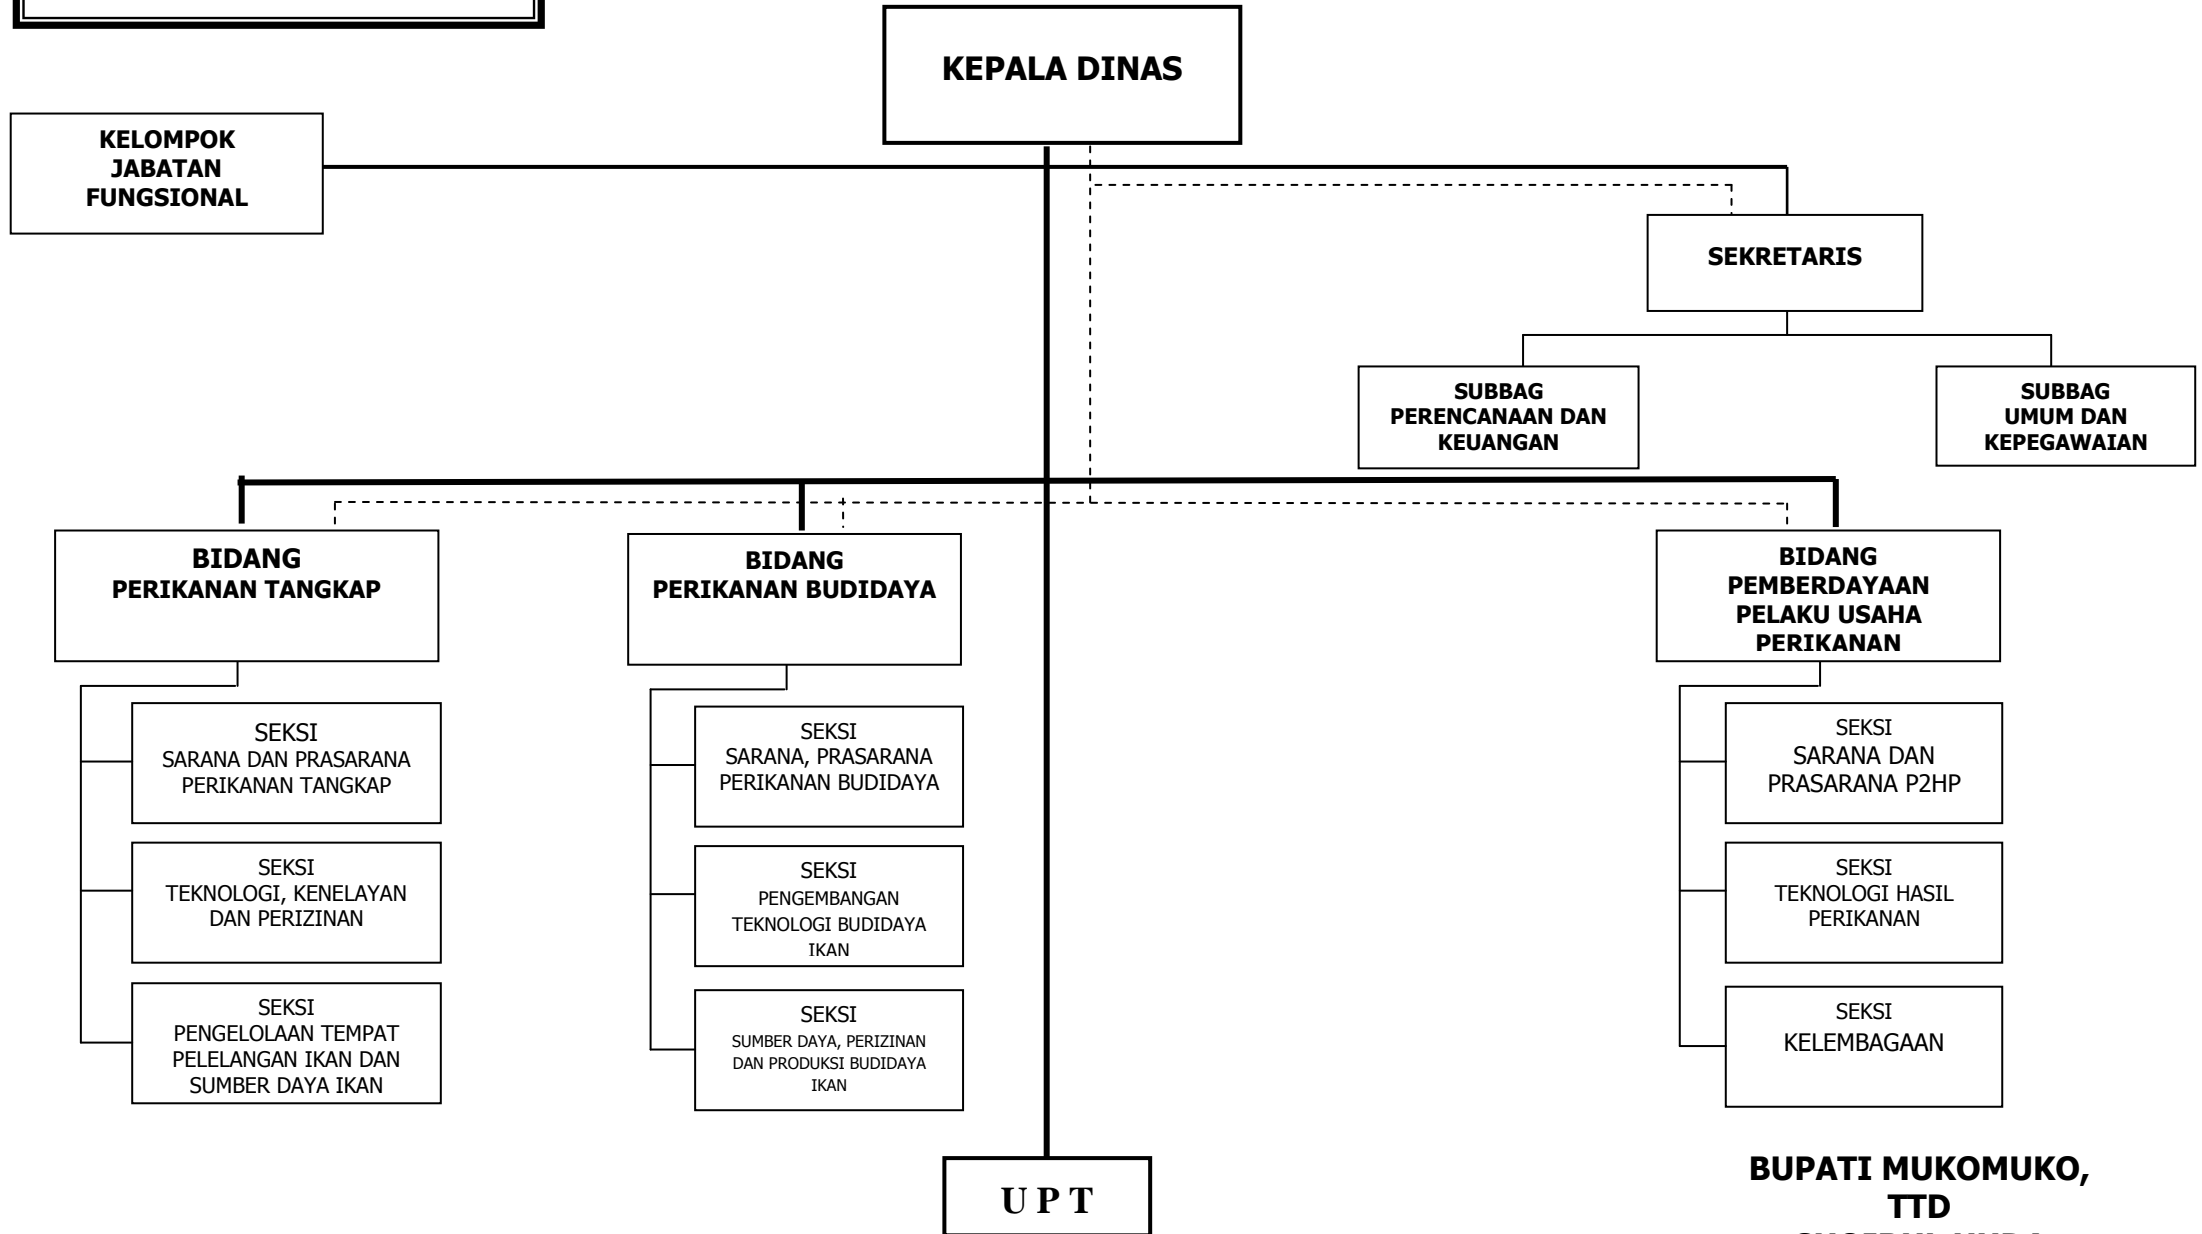 KEPALA DINAS
KELOMPOK
JABATAN
FUNGSIONAL
SEKRETARIS
SUBBAG
PERENCANAAN DAN
KEUANGAN
SUBBAG
UMUM DAN
KEPEGAWAIAN
BIDANG
PERIKANAN TANGKAP
BIDANG
PERIKANAN BUDIDAYA
BIDANG
PEMBERDAYAAN
PELAKU USAHA
PERIKANAN
SEKSI
SARANA DAN PRASARANA
PERIKANAN TANGKAP
SEKSI
TEKNOLOGI, KENELAYAN
DAN PERIZINAN
SEKSI
PENGELOLAAN TEMPAT
PELELANGAN IKAN DAN
SUMBER DAYA IKAN
SEKSI
SARANA, PRASARANA
PERIKANAN BUDIDAYA
SEKSI
PENGEMBANGAN
TEKNOLOGI BUDIDAYA
IKAN
SEKSI
SUMBER DAYA, PERIZINAN
DAN PRODUKSI BUDIDAYA
IKAN
SEKSI
SARANA DAN
PRASARANA P2HP
SEKSI
TEKNOLOGI HASIL
PERIKANAN
SEKSI
KELEMBAGAAN
U P T
BUPATI MUKOMUKO,
TTD